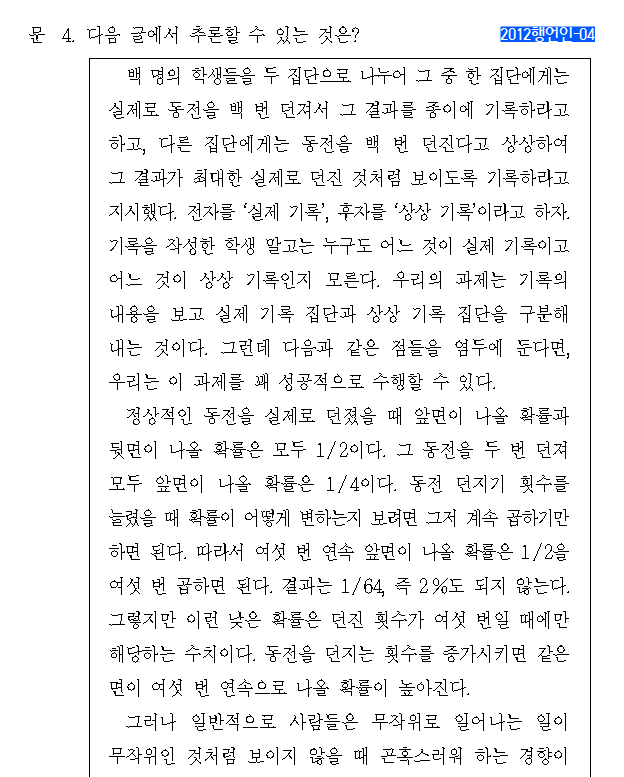 문 4. 다음 글에서 추론할 수 있는 것은?
2012행언인-04
백 명의 학생들을 두 집단으로 나누어 그 중 한 집단에게는
실제로 동전을 백 번 던져서 그 결과를 종이에 기록하라고
하고, 다른 집단에게는 동전을 백 번 던진다고 상상하여
그 결과가 최대한 실제로 던진 것처럼 보이도록 기록하라고
지시했다. 전자를 ‘실제 기록’, 후자를 ‘상상 기록’이라고 하자.
기록을 작성한 학생 말고는 누구도 어느 것이 실제 기록이고
어느 것이 상상 기록인지 모른다. 우리의 과제는 기록의
내용을 보고 실제 기록 집단과 상상 기록 집단을 구분해
내는 것이다. 그런데 다음과 같은 점들을 염두에 둔다면,
우리는 이 과제를 꽤 성공적으로 수행할 수 있다.
정상적인 동전을 실제로 던졌을 때 앞면이 나올 확률과
뒷면이 나올 확률은 모두 1/2이다. 그 동전을 두 번 던져
모두 앞면이 나올 확률은 1/4이다. 동전 던지기 횟수를
늘렸을 때 확률이 어떻게 변하는지 보려면 그저 계속 곱하기만
하면 된다. 따라서 여섯 번 연속 앞면이 나올 확률은 1/2을
여섯 번 곱하면 된다. 결과는 1/64, 즉 2%도 되지 않는다.
그렇지만 이런 낮은 확률은 던진 횟수가 여섯 번일 때에만
해당하는 수치이다. 동전을 던지는 횟수를 증가시키면 같은
면이 여섯 번 연속으로 나올 확률이 높아진다.
그러나 일반적으로 사람들은 무작위로 일어나는 일이
무작위인 것처럼 보이지 않을 때 곤혹스러워 하는 경향이